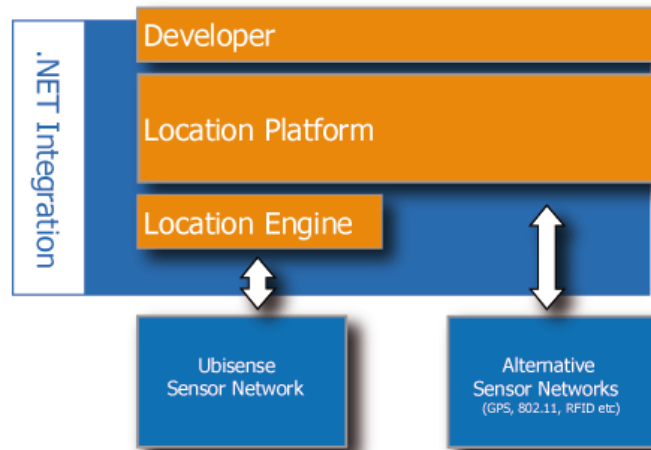 .NET Integration
Developer
Location Platform
Location Engine
Ubisense
Sensor Network
Alternative
Sensor Networks
(GPS, 802.11, RFID etc)